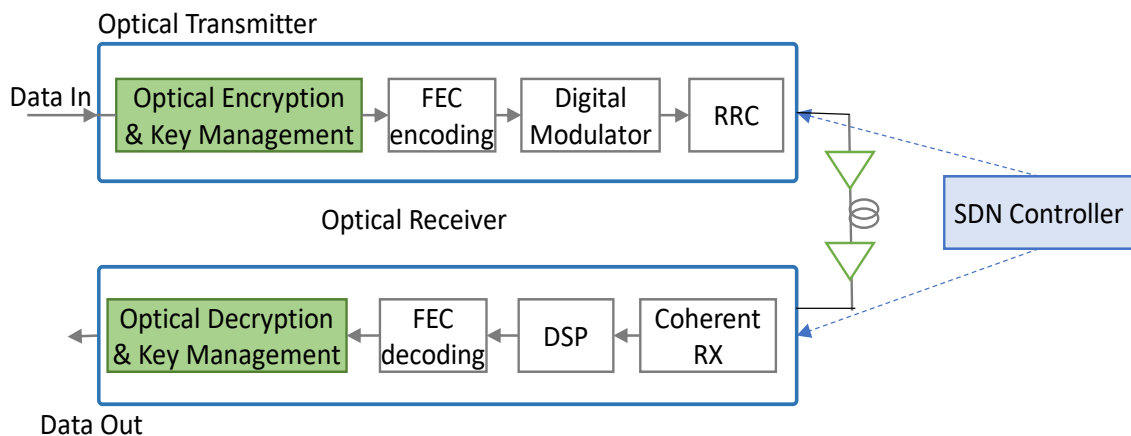 Optical Transmitter
Data In
Optical Encryption
& Key Management
FEC
encoding
Digital
Modulator
RRC
SDN Controller
Optical Receiver
Optical Decryption
& Key Management
FEC
decoding
DSP
Coherent
RX
Data Out